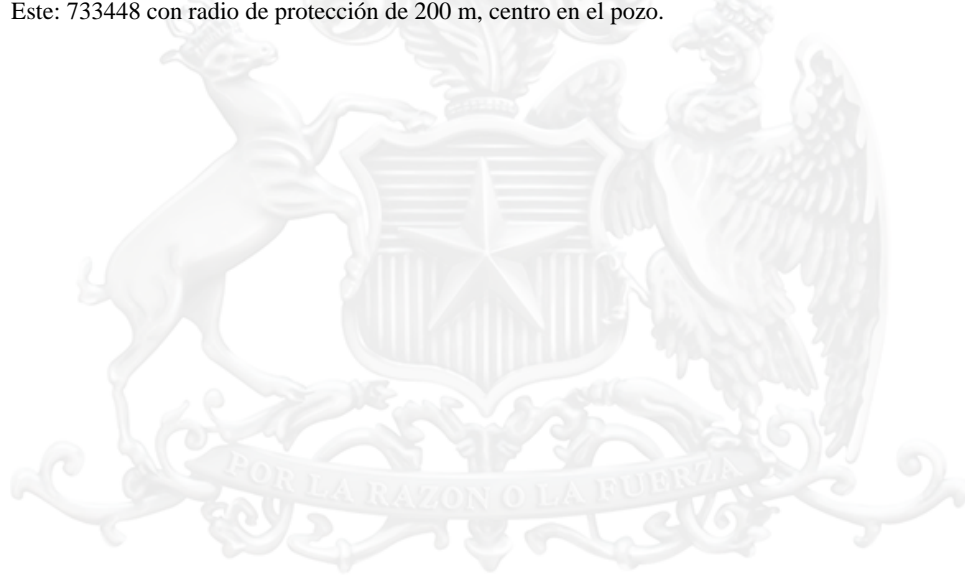 Este: 733448 con radio de protección de 200 m, centro en el pozo.
POR LA RAZON O LA FUERZA